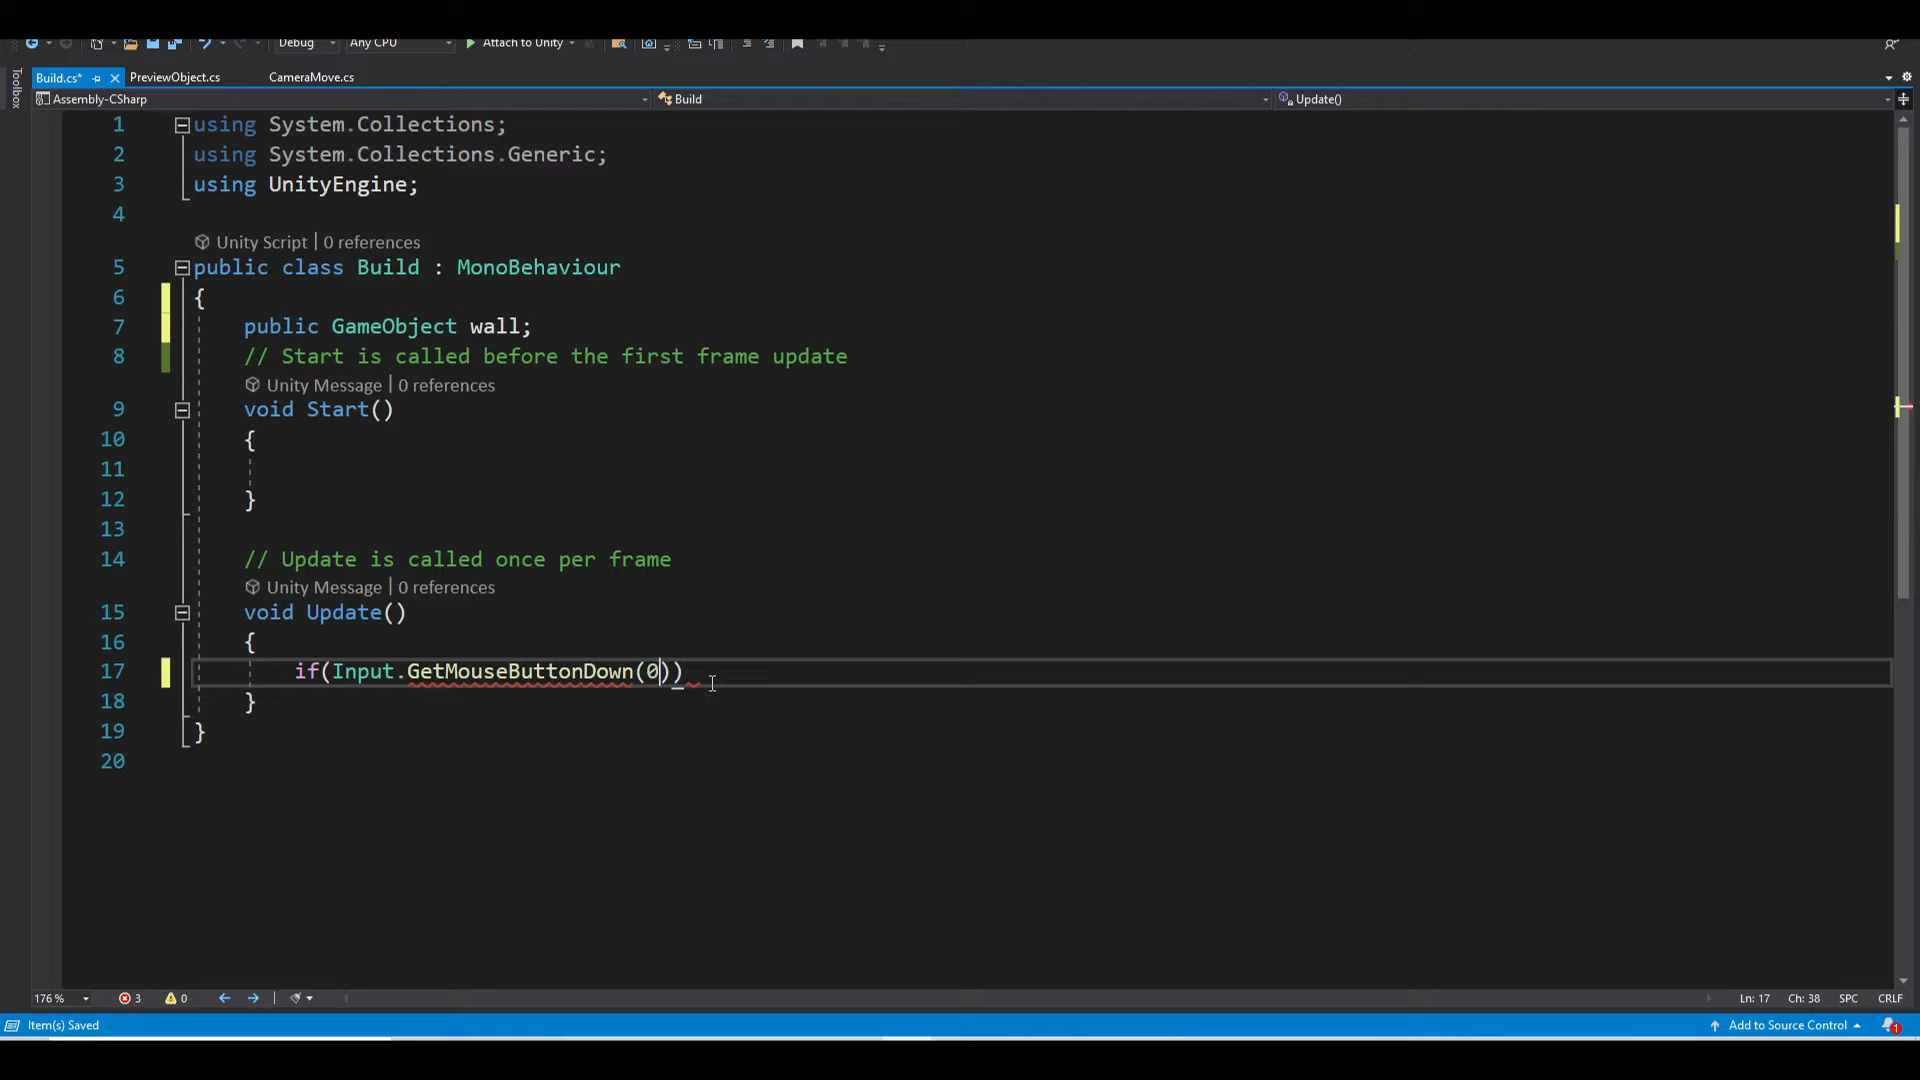 Debug Any CPU Attach to Unity
Toolbox
Build.cs* PreviewObject.cs CameraMove.cs
Assembly-CSharp Build Update()
1 using System.Collections;
2 using System.Collections.Generic;
3 using UnityEngine;
4
Unity Script | 0 references
5 public class Build : MonoBehaviour
6 {
7 public GameObject wall;
8 // Start is called before the first frame update
Unity Message | 0 references
9 void Start()
10 {
11
12 }
13
14 // Update is called once per frame
Unity Message | 0 references
15 void Update()
16 {
17 if(Input.GetMouseButtonDown(0))
18 }
19 }
20
176 % 3 0 Ln: 17 Ch: 38 SPC CRLF
Item(s) Saved Add to Source Control 1